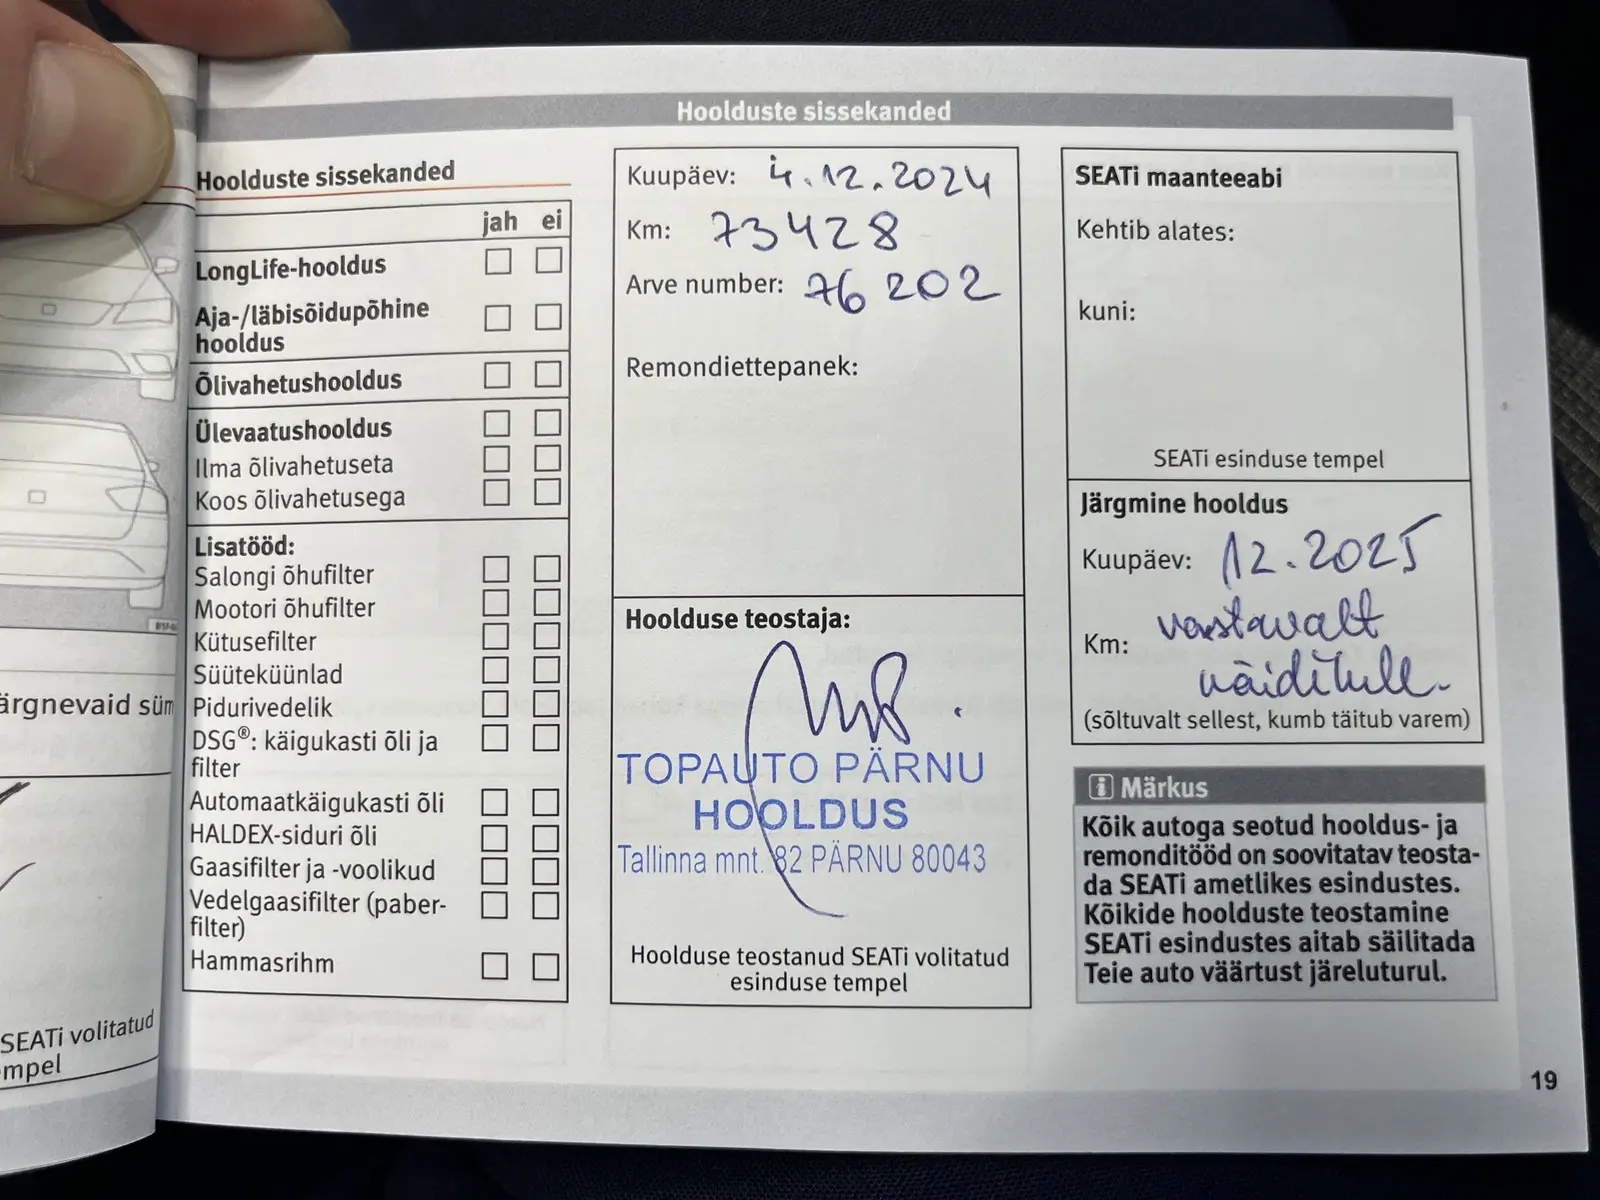 Hoolduste sissekanded
Hoolduste sissekanded
jah ei
LongLife-hooldus
Aja-/läbisõidupõhine
hooldus
Õlivahetushooldus
Ülevaatushooldus
Ilma õlivahetuseta
Koos õlivahetusega
Lisatööd:
Salongi õhufilter
Mootori õhufilter
Kütusefilter
Süüteküünlad
Pidurivedelik
DSG®: käigukasti õli ja
filter
Automaatkäigukasti õli
HALDEX-siduri õli
Gaasifilter ja -voolikud
Vedelgaasifilter (paber-
filter)
Hammasrihm
Kuupäev: 4.12.2024
Km: 73428
Arve number: 76 202
Remondiettepanek:
Hoolduse teostaja:
TOPAUTO PÄRNU
HOOLDUS
Tallinna mnt. 82 PÄRNU 80043
Hoolduse teostanud SEATi volitatud
esinduse tempel
SEATi maanteeabi
Kehtib alates:
kuni:
SEATi esinduse tempel
Järgmine hooldus
Kuupäev: 12.2025
Km: vastavalt
näidikule.
(sõltuvalt sellest, kumb täitub varem)
Märkus
Kõik autoga seotud hooldus- ja
remonditööd on soovitatav teosta-
da SEATi ametlikes esindustes.
Kõikide hoolduste teostamine
SEATi esindustes aitab säilitada
Teie auto väärtust järeluturul.
19
ärgnevaid süm
SEATi volitatud
empel